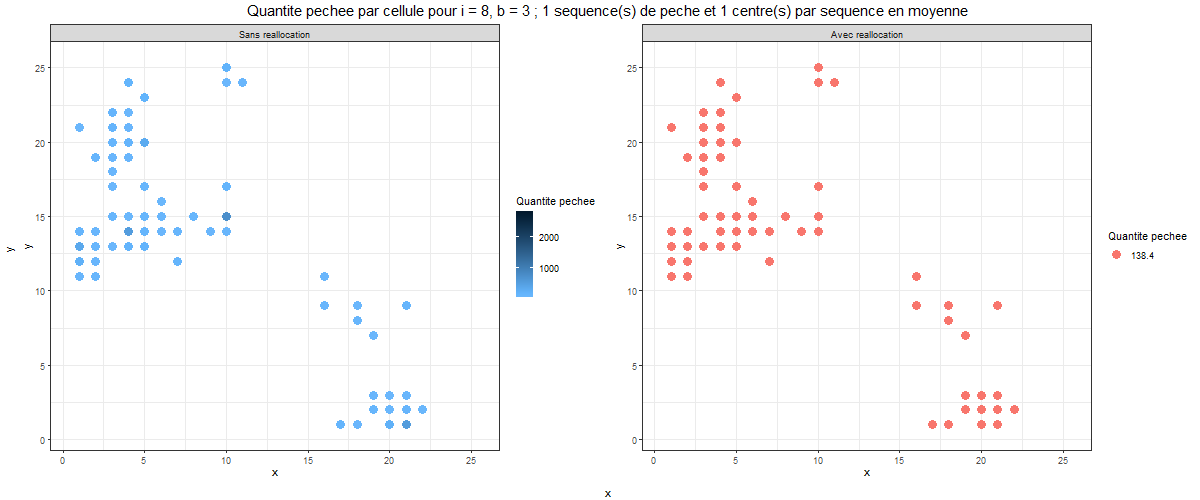 Quantite pechee par cellule pour i = 8, b = 3 ; 1 sequence(s) de peche et 1 centre(s) par sequence en moyenne
Sans reallocation
25
20
15
10
5
0
0 5 10 15 20 25
x
y
y
Quantite pechee
2000
1000
Avec reallocation
25
20
15
10
5
0
0 5 10 15 20 25
x
y
Quantite pechee
138.4
x